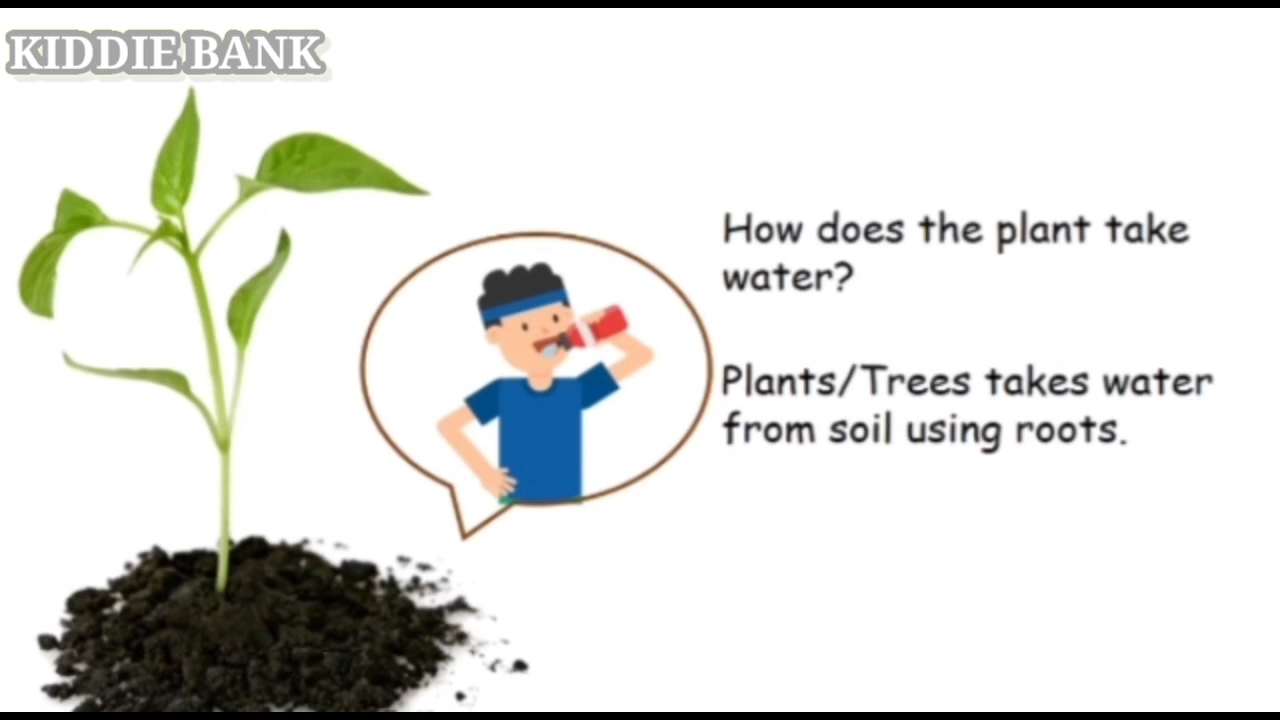 KIDDIE BANK
How does the plant take
water?
Plants/Trees takes water
from soil using roots.